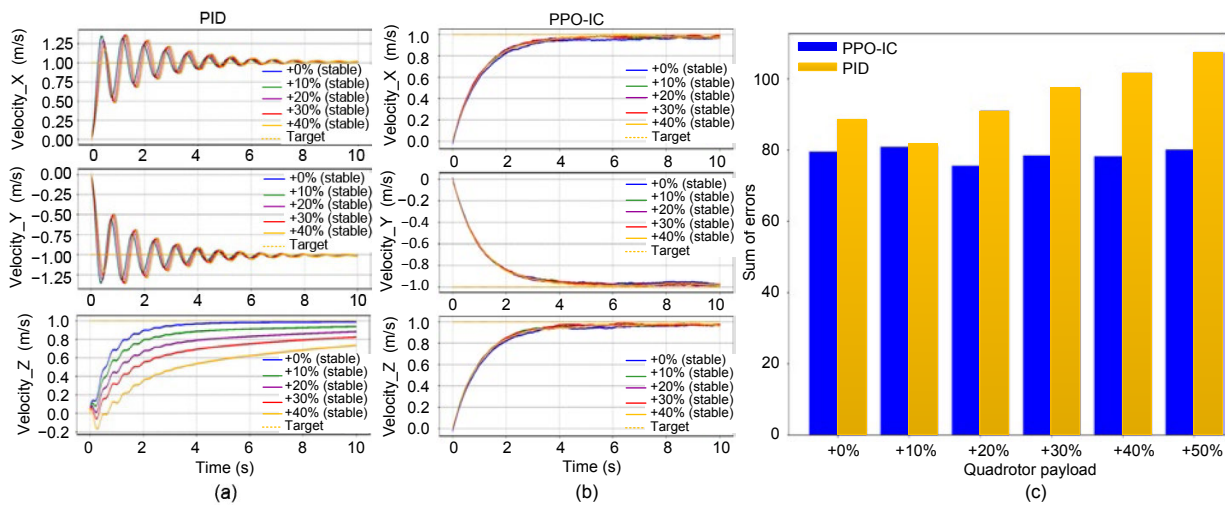 PID
Velocity_X (m/s)
1.25
1.00
0.75
0.50
0.25
0.00
+0% (stable)
+10% (stable)
+20% (stable)
+30% (stable)
+40% (stable)
Target
0 2 4 6 8 10
Velocity_Y (m/s)
0.00
−0.25
−0.50
−0.75
−1.00
−1.25
+0% (stable)
+10% (stable)
+20% (stable)
+30% (stable)
+40% (stable)
Target
0 2 4 6 8 10
Velocity_Z (m/s)
1.0
0.8
0.6
0.4
0.2
0.0
−0.2
+0% (stable)
+10% (stable)
+20% (stable)
+30% (stable)
+40% (stable)
Target
0 2 4 6 8 10
Time (s)
(a)
PPO-IC
Velocity_X (m/s)
1.0
0.8
0.6
0.4
0.2
0.0
+0% (stable)
+10% (stable)
+20% (stable)
+30% (stable)
+40% (stable)
Target
0 2 4 6 8 10
Velocity_Y (m/s)
0
−0.2
−0.4
−0.6
−0.8
−1.0
+0% (stable)
+10% (stable)
+20% (stable)
+30% (stable)
+40% (stable)
Target
0 2 4 6 8 10
Velocity_Z (m/s)
1.0
0.8
0.6
0.4
0.2
0.0
+0% (stable)
+10% (stable)
+20% (stable)
+30% (stable)
+40% (stable)
Target
0 2 4 6 8 10
Time (s)
(b)
PPO-IC
PID
Sum of errors
100
80
60
40
20
0
+0% +10% +20% +30% +40% +50%
Quadrotor payload
(c)